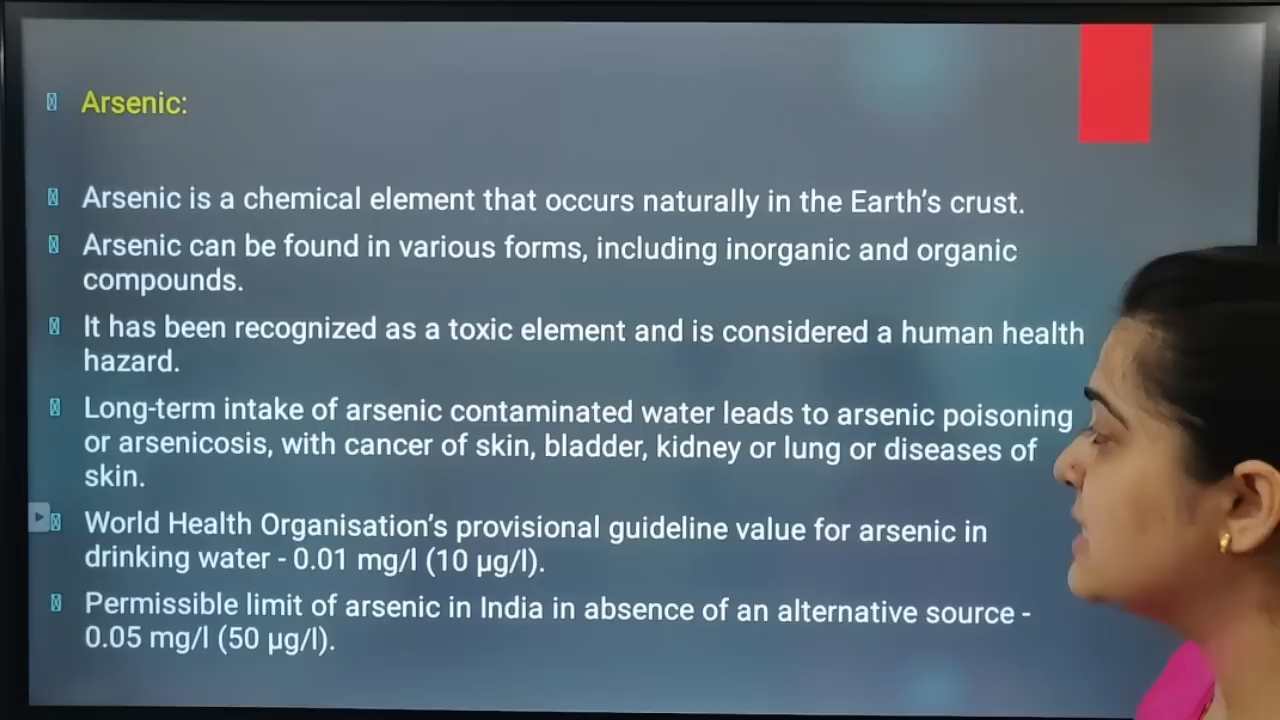 Arsenic:
Arsenic is a chemical element that occurs naturally in the Earth's crust.
Arsenic can be found in various forms, including inorganic and organic
compounds.
It has been recognized as a toxic element and is considered a human health
hazard.
Long-term intake of arsenic contaminated water leads to arsenic poisoning
or arsenicosis, with cancer of skin, bladder, kidney or lung or diseases of
skin.
World Health Organisation's provisional guideline value for arsenic in
drinking water - 0.01 mg/l (10 µg/l).
Permissible limit of arsenic in India in absence of an alternative source -
0.05 mg/l (50 µg/l).